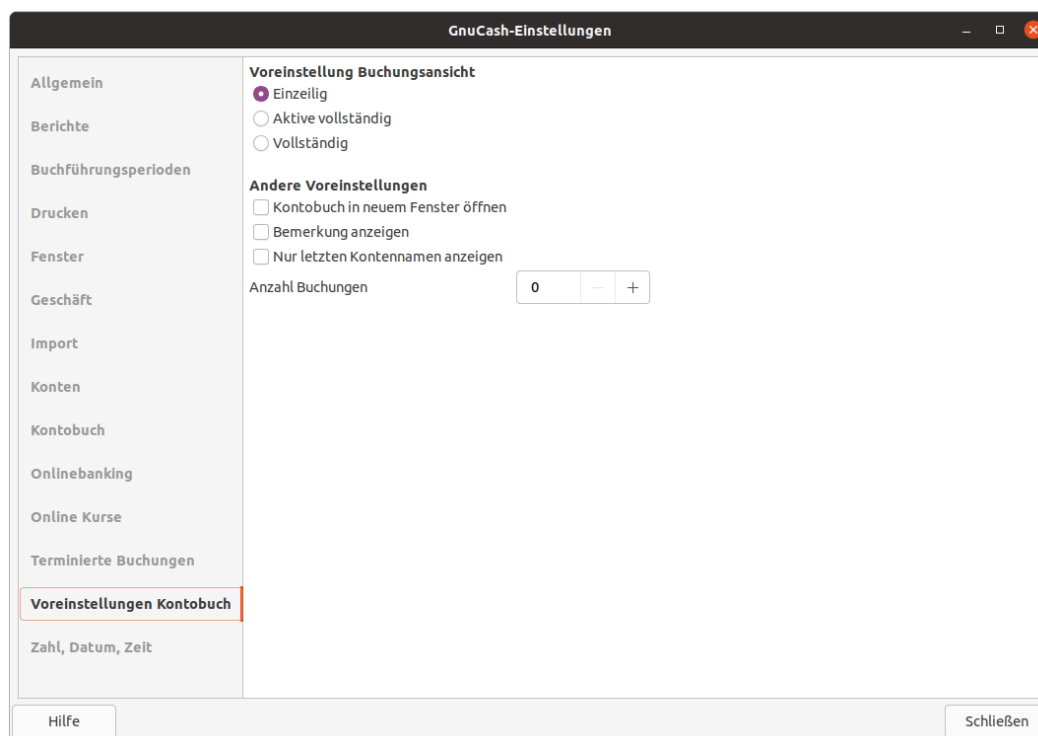 GnuCash-Einstellungen
Allgemein
Berichte
Buchführungsperioden
Drucken
Fenster
Geschäft
Import
Konten
Kontobuch
Onlinebanking
Online Kurse
Terminierte Buchungen
Voreinstellungen Kontobuch
Zahl, Datum, Zeit
Voreinstellung Buchungsansicht
Einzeilig
Aktive vollständig
Vollständig
Andere Voreinstellungen
Kontobuch in neuem Fenster öffnen
Bemerkung anzeigen
Nur letzten Kontennamen anzeigen
Anzahl Buchungen 0
Hilfe
Schließen